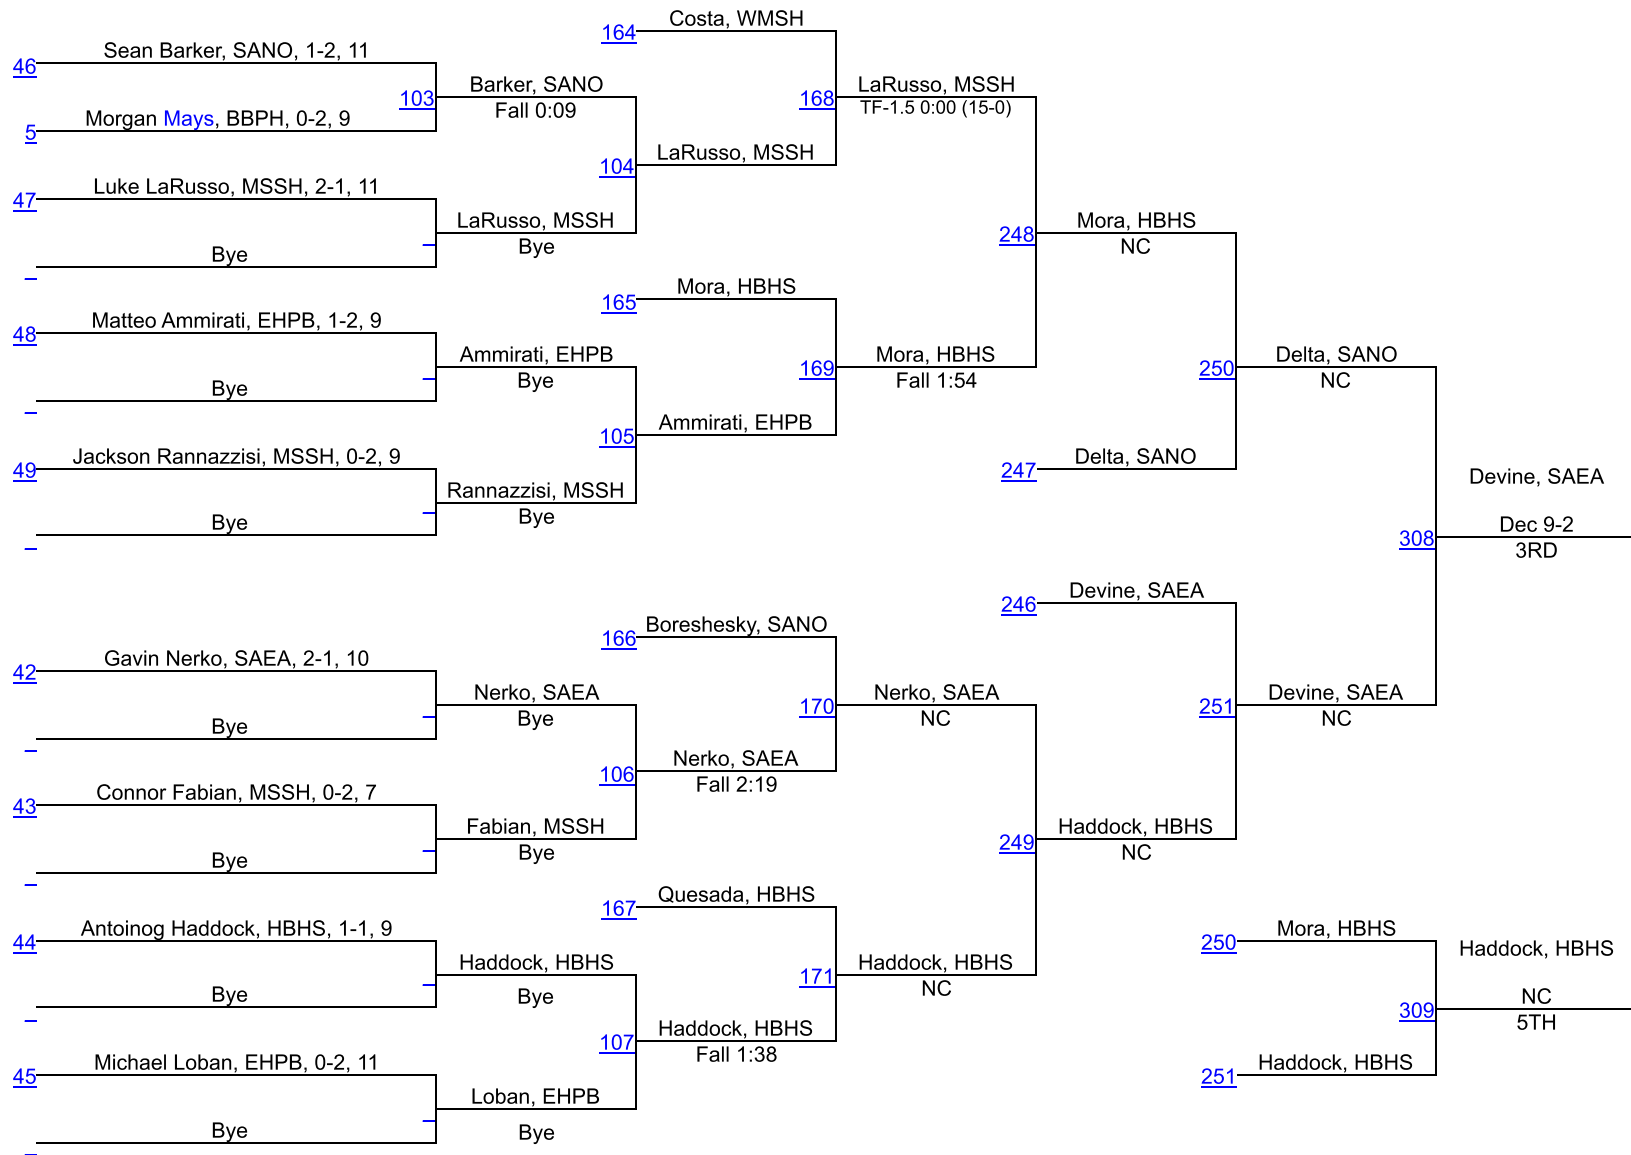 Costa, WMSH
164
Sean Barker, SANO, 1-2, 11
46
Barker, SANO
103
Fall 0:09
LaRusso, MSSH
168
TF-1.5 0:00 (15-0)
Morgan Mays, BBPH, 0-2, 9
5
LaRusso, MSSH
104
Luke LaRusso, MSSH, 2-1, 11
47
LaRusso, MSSH
Bye
Mora, HBHS
248
NC
Bye
Mora, HBHS
165
Matteo Ammirati, EHPB, 1-2, 9
48
Ammirati, EHPB
Bye
Mora, HBHS
169
Fall 1:54
Delta, SANO
250
NC
Bye
Ammirati, EHPB
105
Jackson Rannazzisi, MSSH, 0-2, 9
49
Delta, SANO
247
Devine, SAEA
Rannazzisi, MSSH
Bye
Bye
Dec 9-2
308
3RD
Devine, SAEA
246
Boreshesky, SANO
166
Gavin Nerko, SAEA, 2-1, 10
42
Nerko, SAEA
Bye
Nerko, SAEA
170
NC
Devine, SAEA
251
NC
Bye
Nerko, SAEA
106
Fall 2:19
Connor Fabian, MSSH, 0-2, 7
43
Fabian, MSSH
Bye
Haddock, HBHS
249
NC
Bye
Quesada, HBHS
167
Antoinog Haddock, HBHS, 1-1, 9
44
Mora, HBHS
250
Haddock, HBHS
Haddock, HBHS
Bye
Haddock, HBHS
171
NC
Bye
NC
309
5TH
Haddock, HBHS
107
Fall 1:38
Michael Loban, EHPB, 0-2, 11
45
Haddock, HBHS
251
Loban, EHPB
Bye
Bye